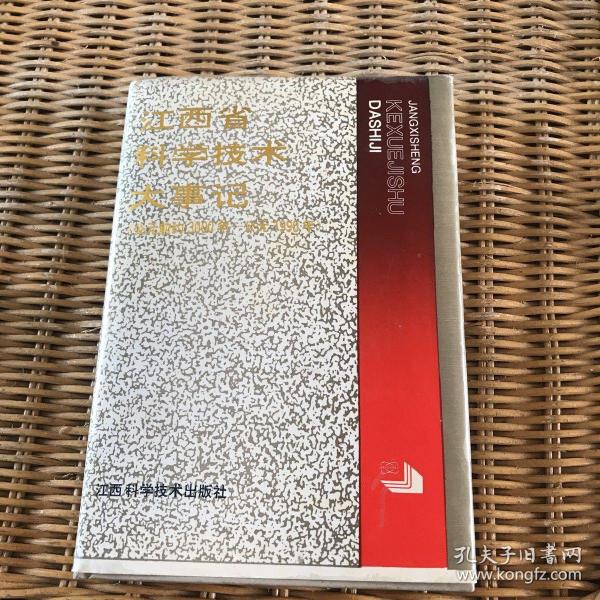 江西省
科学技术
大事记
JIANGXISHENG
KEXUEJISHU
DASHIJI
江西科学技术出版社
孔夫子旧书网
www.kongfz.com